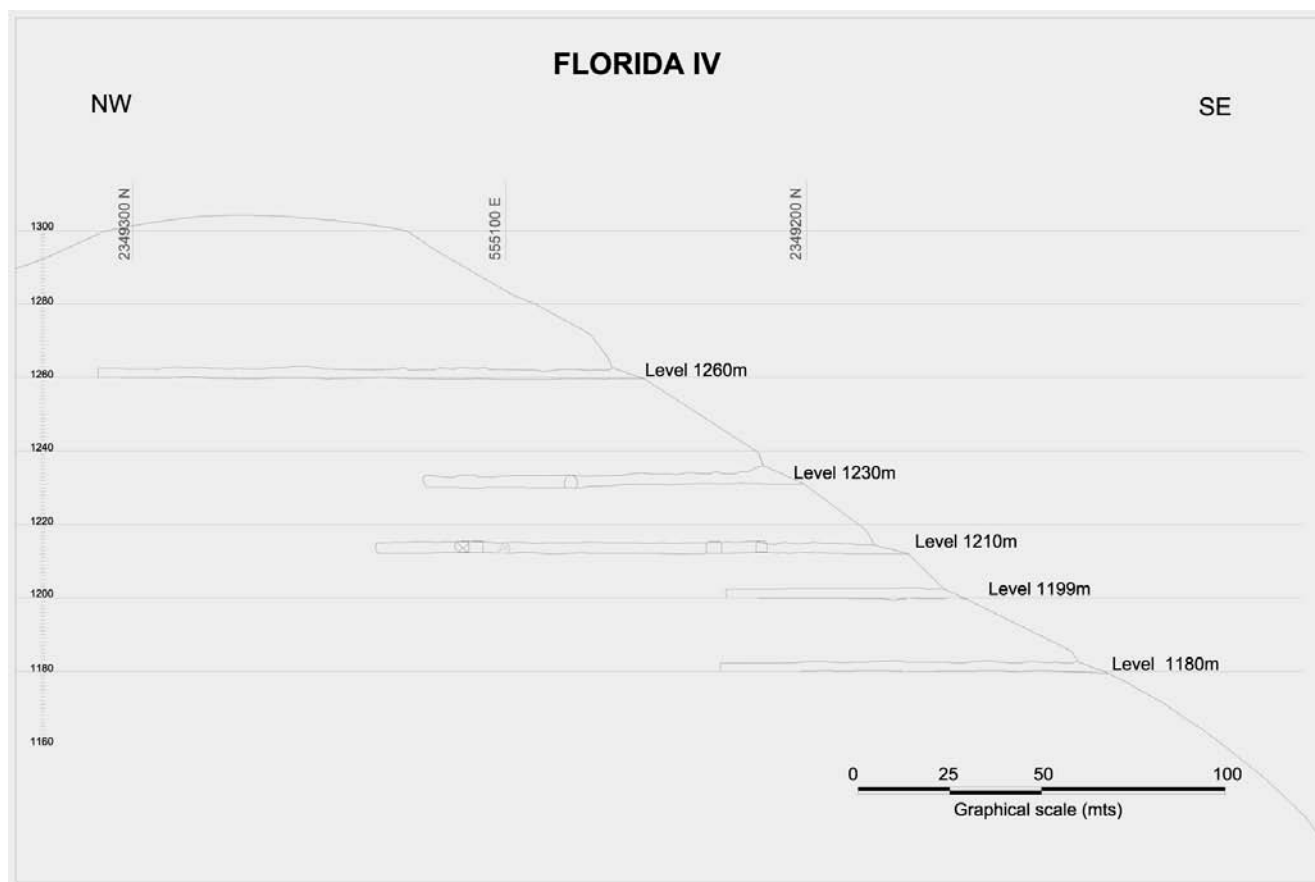 FLORIDA IV
NW
SE
2349300 N
555100 E
2349200 N
1300
1280
1260
Level 1260m
1240
Level 1230m
1220
Level 1210m
1200
Level 1199m
1180
Level 1180m
1160
0 25 50 100
Graphical scale (mts)